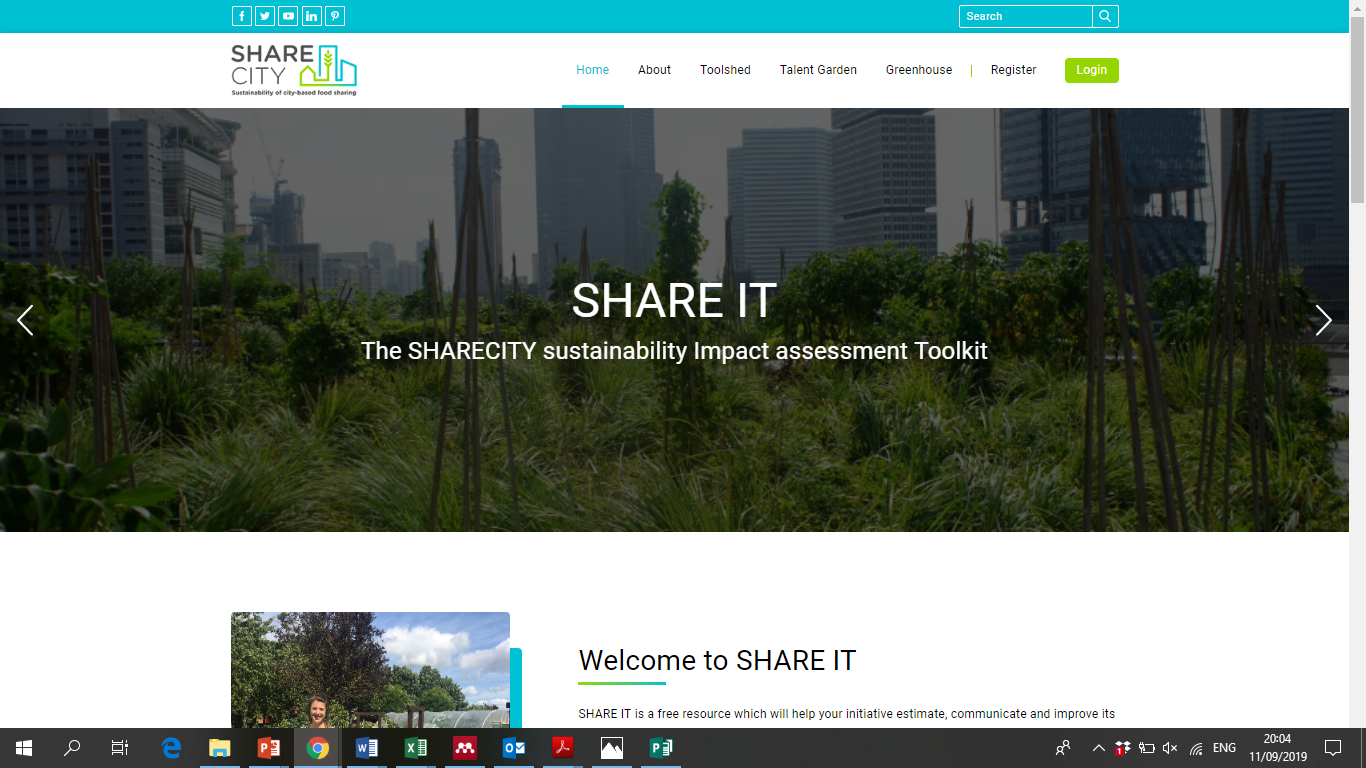 Search
SHARE
CITY
Sustainability of city-based food sharing
Home About Toolshed Talent Garden Greenhouse | Register Login
SHARE IT
The SHARECITY sustainability Impact assessment Toolkit
Welcome to SHARE IT
SHARE IT is a free resource which will help your initiative estimate, communicate and improve its
ENG
20:04
11/09/2019